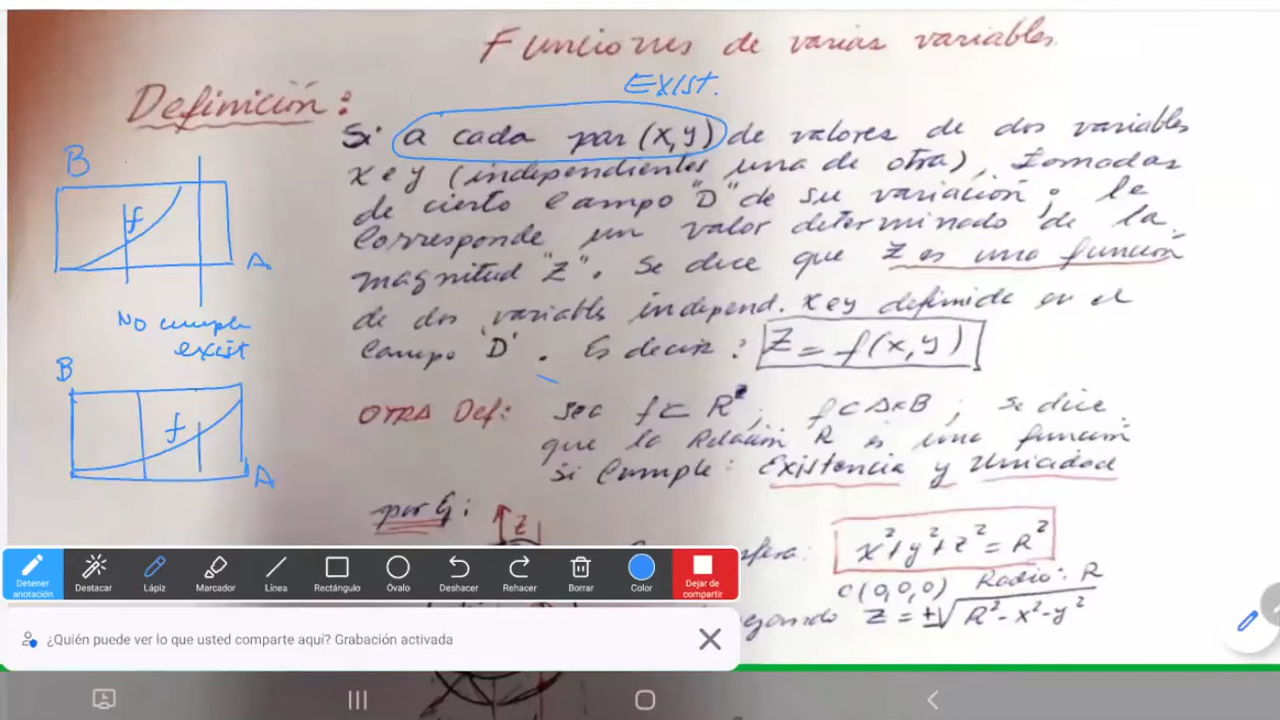 Funciones de varias variables.
EXIST.
Definición:
Si a cada par (x,y) de valores de dos variables
x e y (independientes una de otra), tomadas
de cierto campo "D" de su variación; le
corresponde un valor determinado de la
magnitud "Z". Se dice que Z es una función
de dos variables independ. x e y definida en el
campo "D". Es decir: Z = f(x,y)
B
f
A
No cumple
exist
B
f
A
OTRA Def: Sea f ⊂ R²; f ⊂ A×B; se dice
que la Relación R es una función
si cumple: Existencia y Unicidad
por Ej:
Z
sfera: x² + y² + z² = R²
C(0,0,0) Radio: R
Z = ±√R² - x² - y²
Detener anotación Destacar Lápiz Marcador Línea Rectángulo Óvalo Deshacer Rehacer Borrar Color Dejar de compartir
¿Quién puede ver lo que usted comparte aquí? Grabación activada